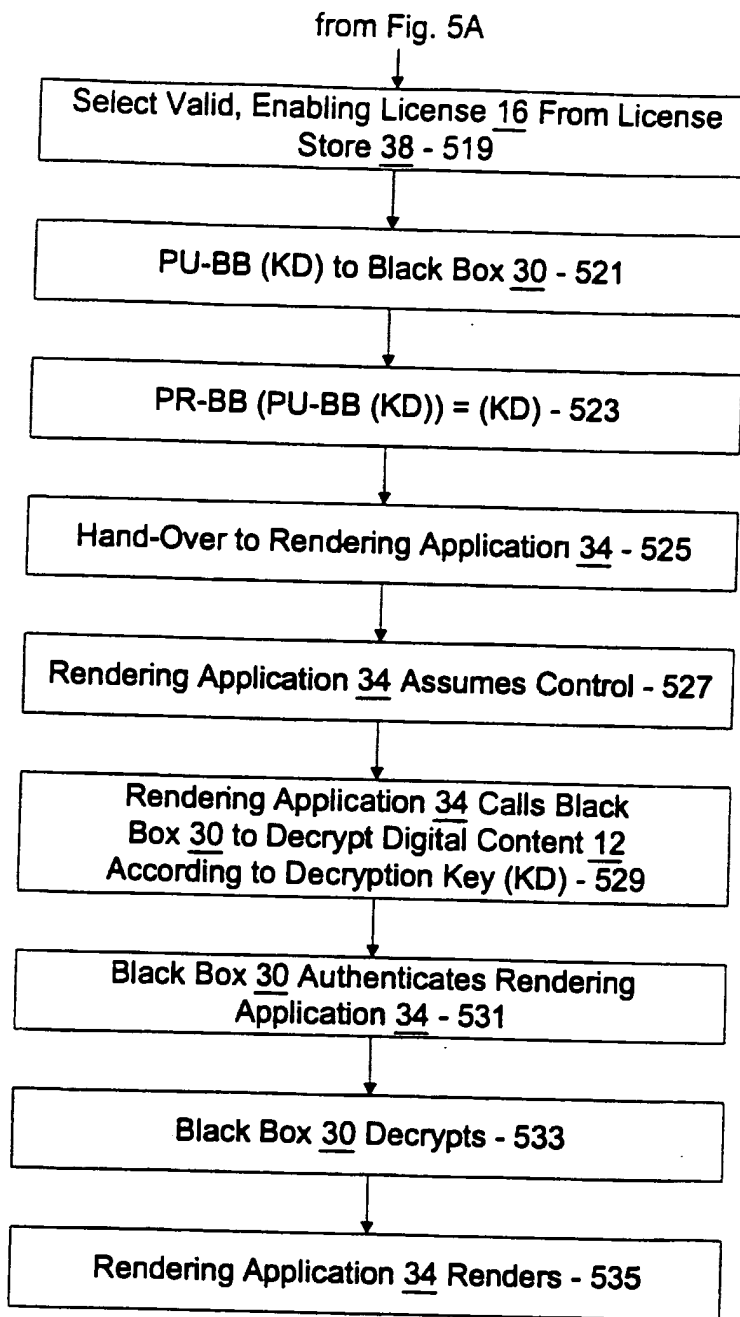 from Fig. 5A
Select Valid, Enabling License 16 From License
Store 38 - 519
PU-BB (KD) to Black Box 30 - 521
PR-BB (PU-BB (KD)) = (KD) - 523
Hand-Over to Rendering Application 34 - 525
Rendering Application 34 Assumes Control - 527
Rendering Application 34 Calls Black
Box 30 to Decrypt Digital Content 12
According to Decryption Key (KD) - 529
Black Box 30 Authenticates Rendering
Application 34 - 531
Black Box 30 Decrypts - 533
Rendering Application 34 Renders - 535